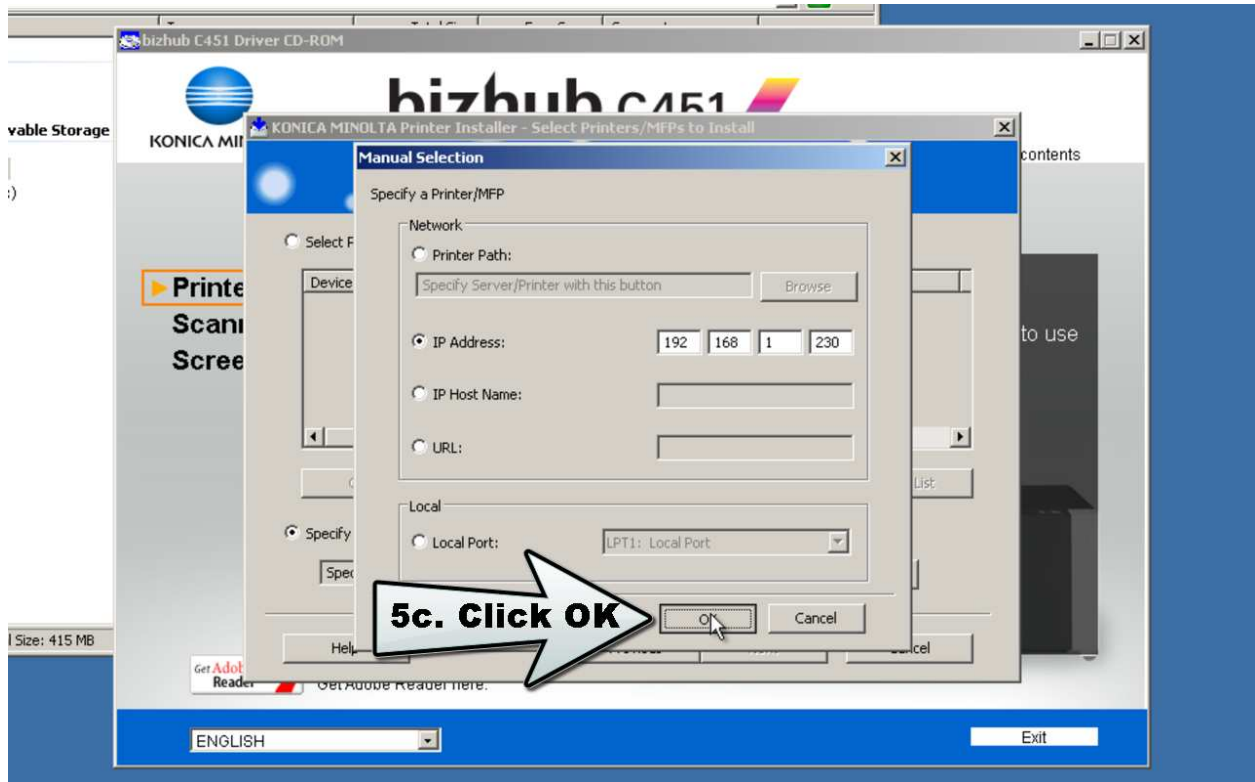 bizhub C451 Driver CD-ROM
vable Storage
KONICA MI
bizhub C451
KONICA MINOLTA Printer Installer - Select Printers/MFPs to Install
contents
Manual Selection
Specify a Printer/MFP
Network
Select
Printer Path:
Device
Specify Server/Printer with this button
Browse
Printe
Scan
IP Address:
192 168 1 230
to use
Scree
IP Host Name:
URL:
List
Local
Specify
Local Port:
LPT1: Local Port
Spec
5c. Click OK
OK
Cancel
l Size: 415 MB
Hel
cel
Get Adob
Reader
Get Adobe Reader here.
ENGLISH
Exit